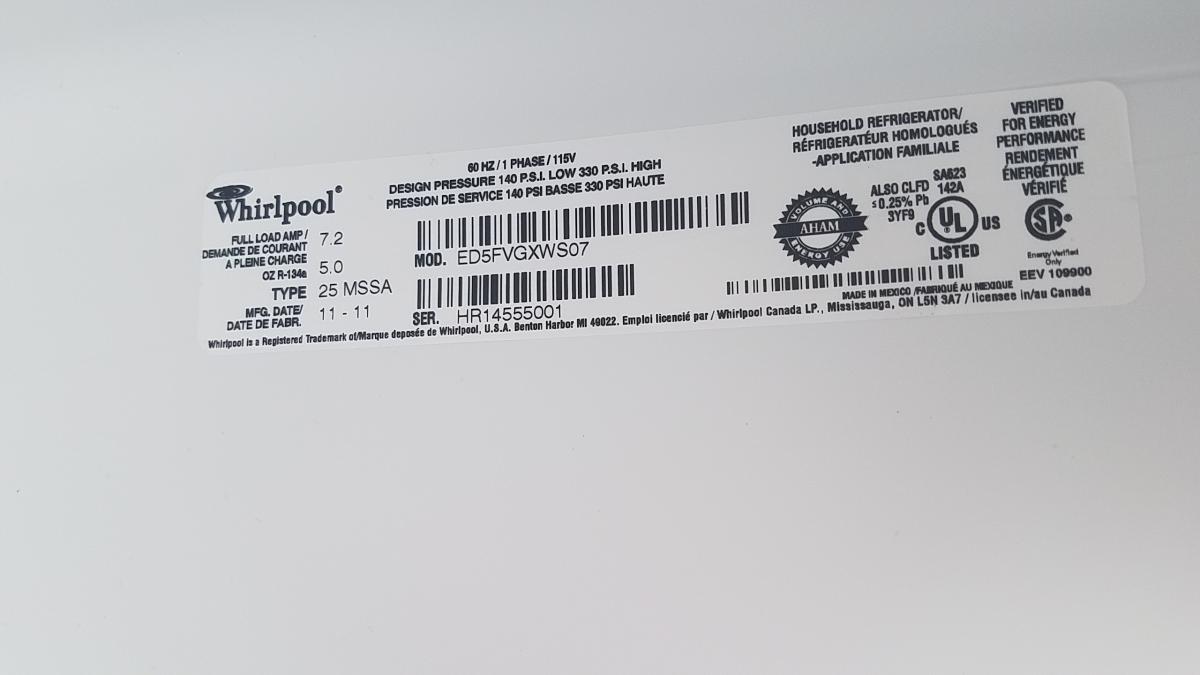 Whirlpool®
60 HZ / 1 PHASE / 115V
DESIGN PRESSURE 140 P.S.I. LOW 330 P.S.I. HIGH
PRESSION DE SERVICE 140 PSI BASSE 330 PSI HAUTE
FULL LOAD AMP/
DEMANDE DE COURANT
A PLEINE CHARGE
7.2
OZ R-134a 5.0
TYPE 25 MSSA
MFG. DATE/
DATE DE FABR.
11 - 11
MOD. ED5FVGXWS07
SER. HR14555001
HOUSEHOLD REFRIGERATOR/
RÉFRIGERATÉUR HOMOLOGUÉS
-APPLICATION FAMILIALE
VOLUME AND
AHAM
ENERGY USE
SA623
ALSO CLFD 142A
≤0.25% Pb
3YF9
C UL US
LISTED
VERIFIED
FOR ENERGY
PERFORMANCE
RENDEMENT
ÉNERGÉTIQUE
VÉRIFIÉ
SA®
Energy Verified
Only
EEV 109900
MADE IN MEXICO /FABRIQUÉ AU MEXIQUE
Whirlpool is a Registered Trademark of/Marque deposée de Whirlpool, U.S.A. Benton Harbor MI 49022. Emploi licencié par / Whirlpool Canada LP., Mississauga, ON L5N 3A7 / licensee in/au Canada